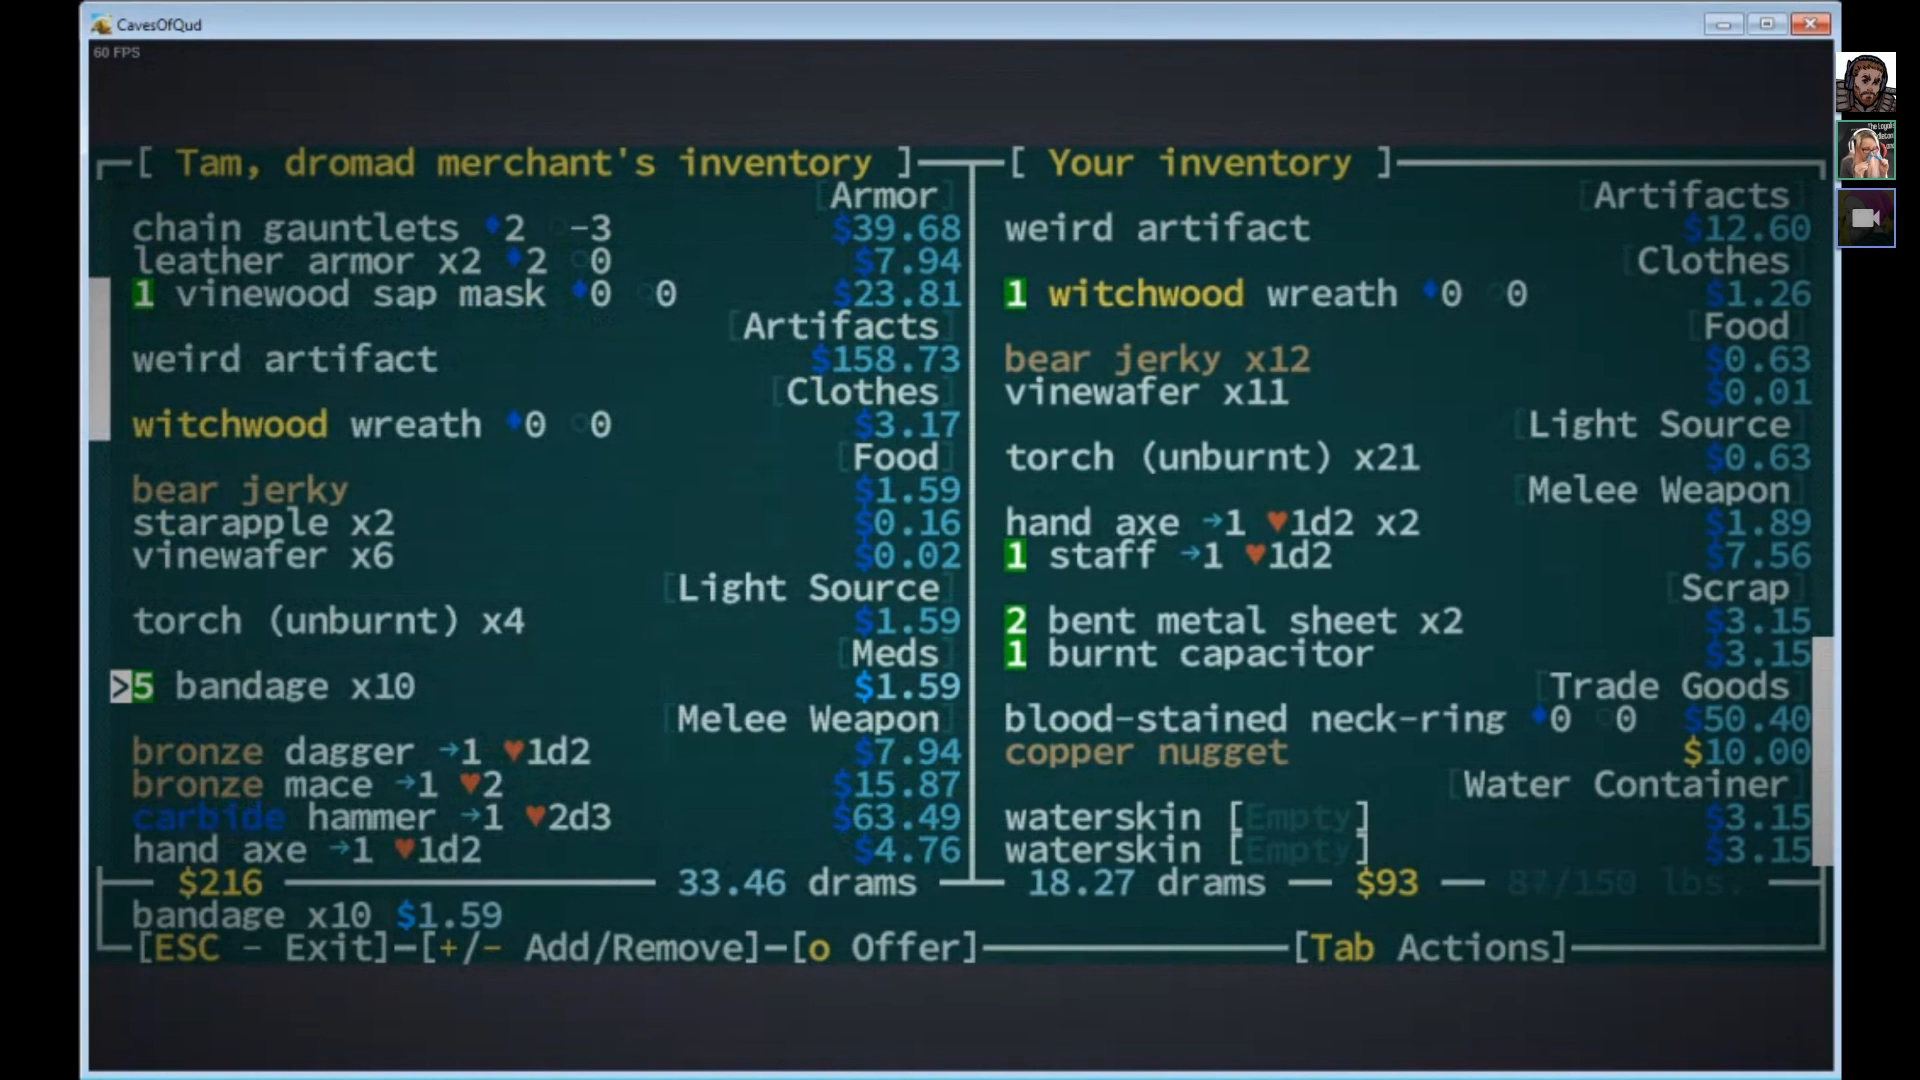 CavesOfQud
60 FPS
[ Tam, dromad merchant's inventory ]
[Armor]
chain gauntlets ♦2 ○-3 $39.68
leather armor x2 ♦2 ○0 $7.94
1 vinewood sap mask ♦0 ○0 $23.81
[Artifacts]
weird artifact $158.73
[Clothes]
witchwood wreath ♦0 ○0 $3.17
[Food]
bear jerky $1.59
starapple x2 $0.16
vinewafer x6 $0.02
[Light Source]
torch (unburnt) x4 $1.59
[Meds]
>5 bandage x10 $1.59
[Melee Weapon]
bronze dagger →1 ♥1d2 $7.94
bronze mace →1 ♥2 $15.87
carbide hammer →1 ♥2d3 $63.49
hand axe →1 ♥1d2 $4.76
$216 33.46 drams
[ Your inventory ]
[Artifacts]
weird artifact $12.60
[Clothes]
1 witchwood wreath ♦0 ○0 $1.26
[Food]
bear jerky x12 $0.63
vinewafer x11 $0.01
[Light Source]
torch (unburnt) x21 $0.63
[Melee Weapon]
hand axe →1 ♥1d2 x2 $1.89
1 staff →1 ♥1d2 $7.56
[Scrap]
2 bent metal sheet x2 $3.15
1 burnt capacitor $3.15
[Trade Goods]
blood-stained neck-ring ♦0 ○0 $50.40
copper nugget $10.00
[Water Container]
waterskin [Empty] $3.15
waterskin [Empty] $3.15
18.27 drams $93 /150 lbs.
bandage x10 $1.59
[ESC - Exit]-[+/- Add/Remove]-[o Offer]
[Tab Actions]